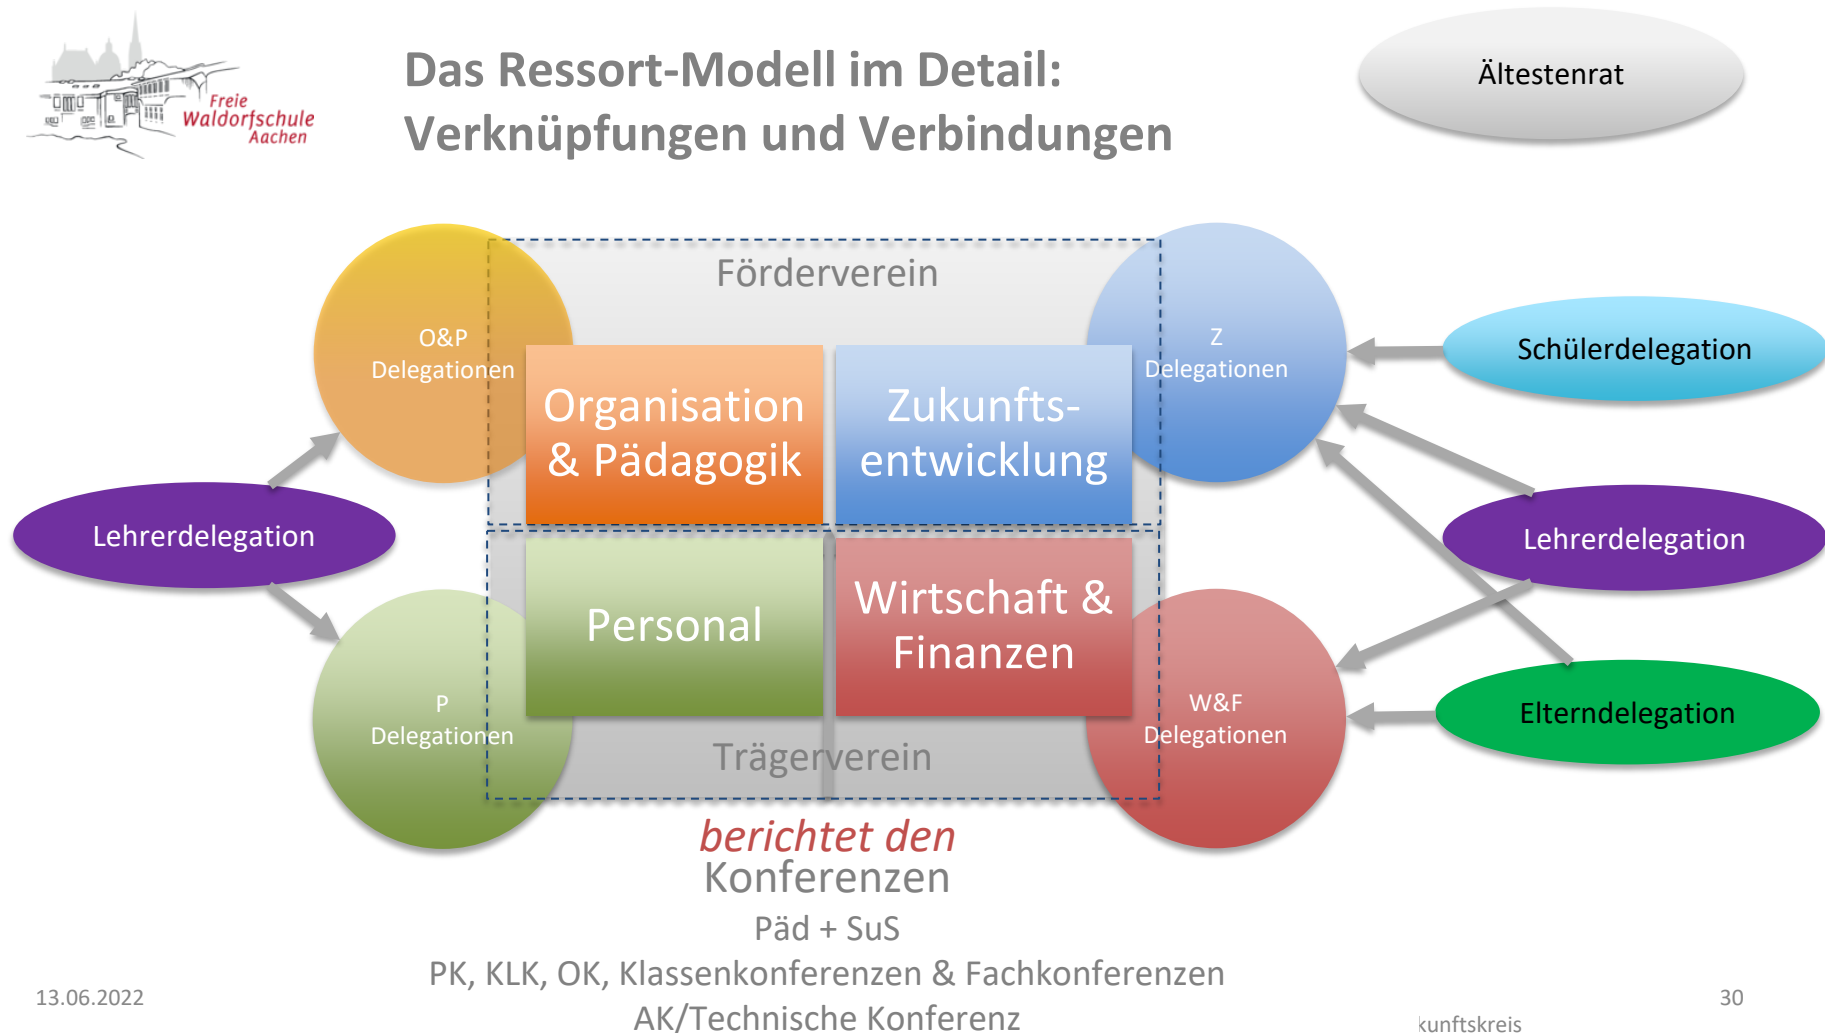 Freie
Waldorfschule
Aachen
Das Ressort-Modell im Detail:
Verknüpfungen und Verbindungen
Ältestenrat
Förderverein
O&P
Delegationen
Z
Delegationen
Organisation
& Pädagogik
Zukunfts-
entwicklung
Schülerdelegation
Lehrerdelegation
Lehrerdelegation
Personal
Wirtschaft &
Finanzen
P
Delegationen
W&F
Delegationen
Elterndelegation
Trägerverein
berichtet den
Konferenzen
Päd + SuS
PK, KLK, OK, Klassenkonferenzen & Fachkonferenzen
AK/Technische Konferenz
13.06.2022
30
kunftskreis